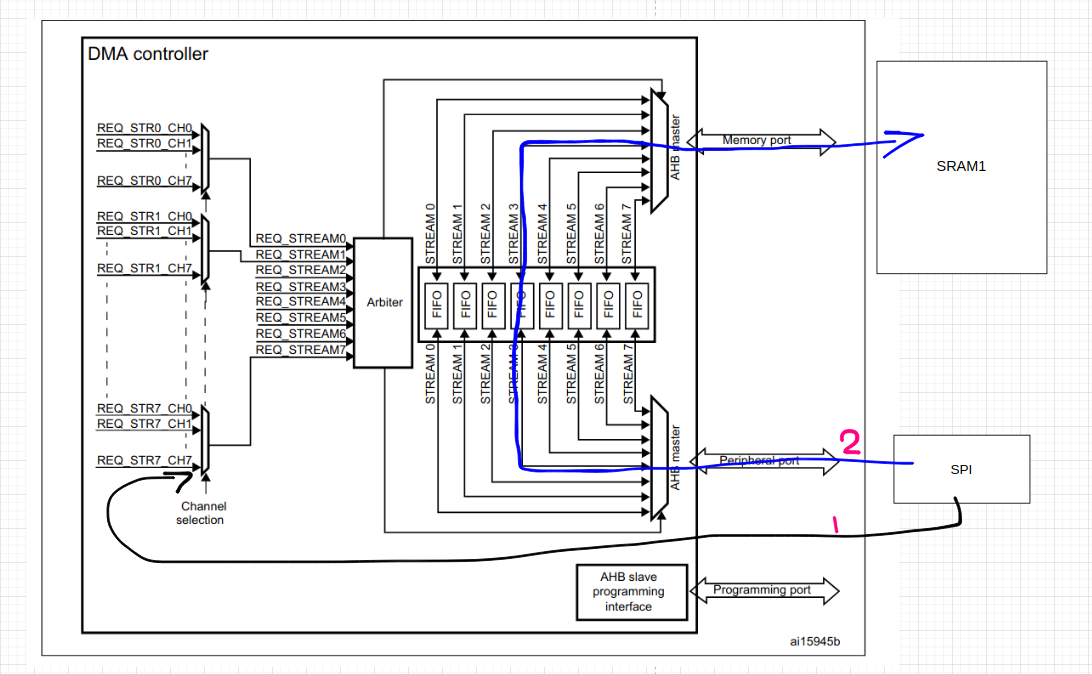 DMA controller
REQ_STR0_CH0
REQ_STR0_CH1
REQ_STR0_CH7
REQ_STR1_CH0
REQ_STR1_CH1
REQ_STR1_CH7
REQ_STR7_CH0
REQ_STR7_CH1
REQ_STR7_CH7
Channel
selection
REQ_STREAM0
REQ_STREAM1
REQ_STREAM2
REQ_STREAM3
REQ_STREAM4
REQ_STREAM5
REQ_STREAM6
REQ_STREAM7
Arbiter
STREAM 0
STREAM 1
STREAM 2
STREAM 3
STREAM 4
STREAM 5
STREAM 6
STREAM 7
FIFO
FIFO
FIFO
FIFO
FIFO
FIFO
FIFO
FIFO
STREAM 0
STREAM 1
STREAM 2
STREAM 3
STREAM 4
STREAM 5
STREAM 6
STREAM 7
AHB master
Memory port
SRAM1
AHB master
Peripheral port
2
SPI
1
AHB slave
programming
interface
Programming port
ai15945b